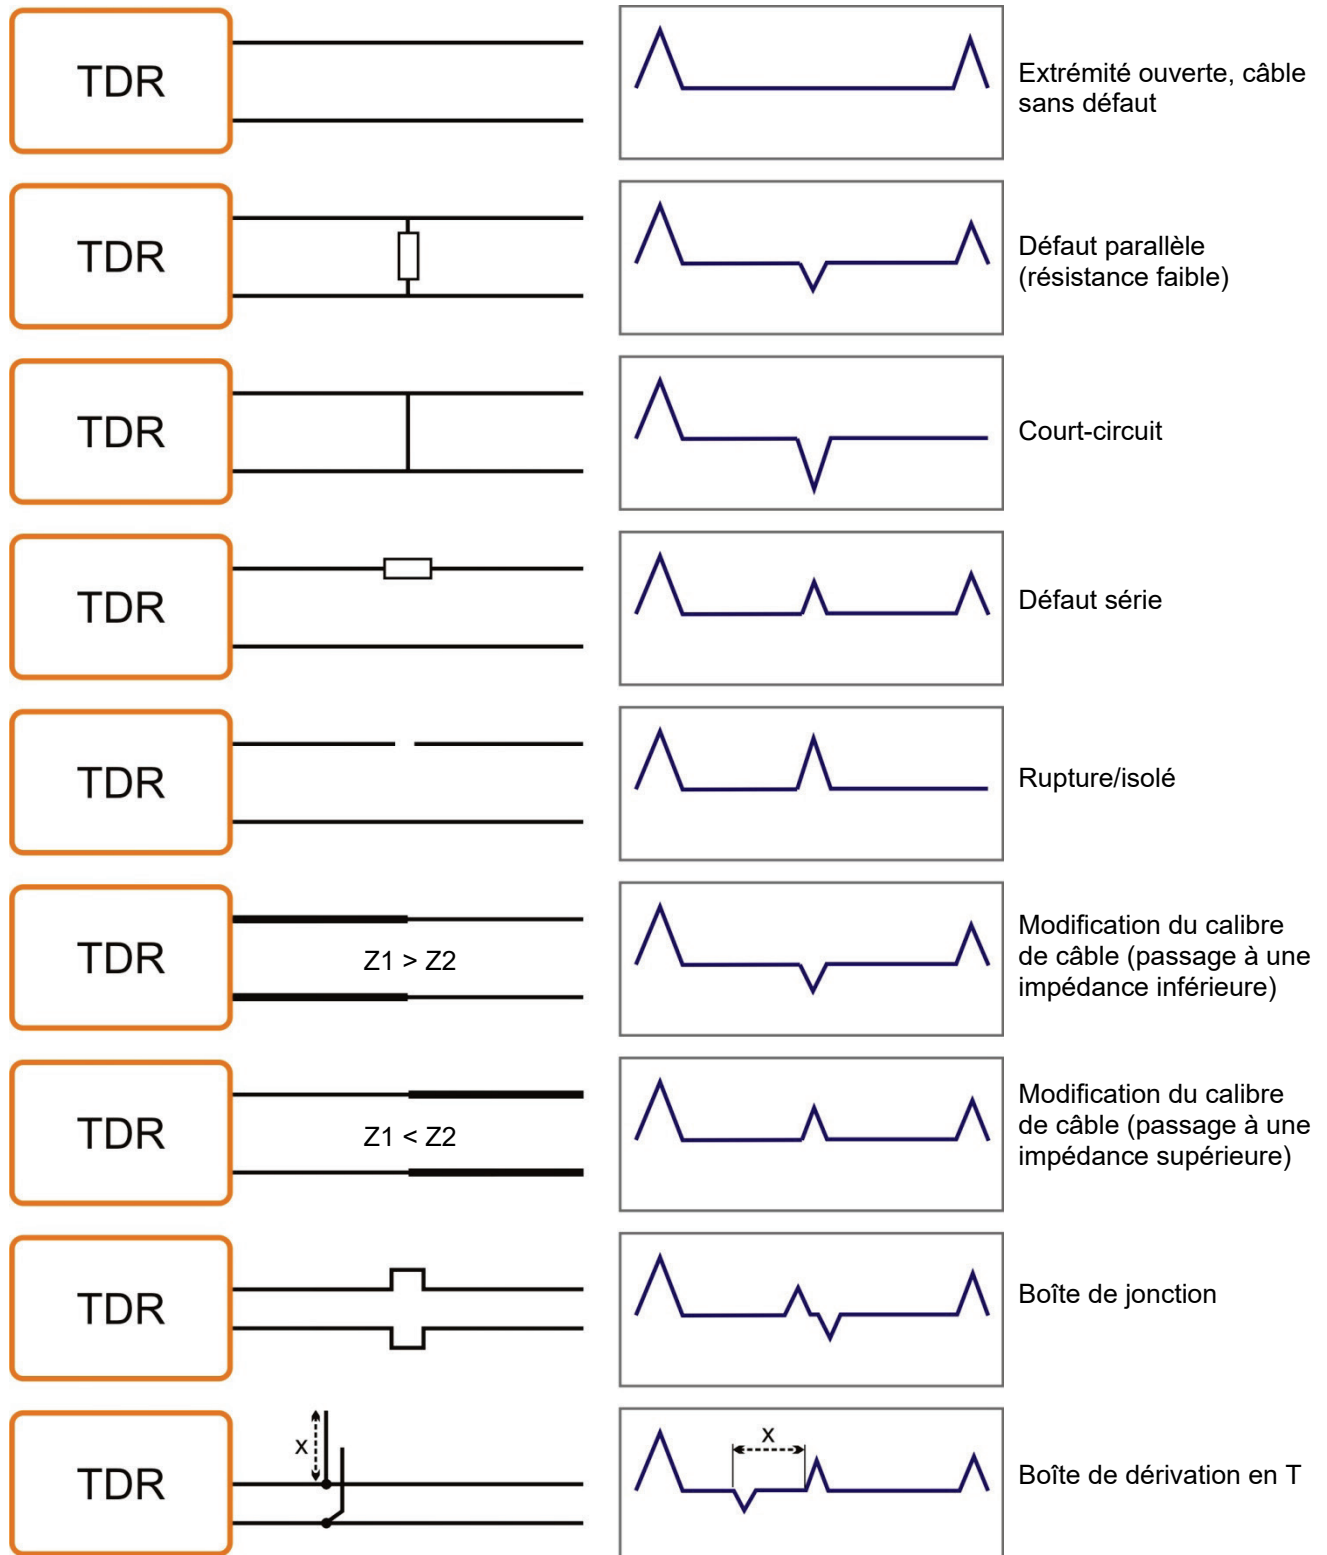 TDR
Extrémité ouverte, câble
sans défaut
TDR
Défaut parallèle
(résistance faible)
TDR
Court-circuit
TDR
Défaut série
TDR
Rupture/isolé
TDR
Z1 > Z2
Modification du calibre
de câble (passage à une
impédance inférieure)
TDR
Z1 < Z2
Modification du calibre
de câble (passage à une
impédance supérieure)
TDR
Boîte de jonction
TDR
x
x
Boîte de dérivation en T